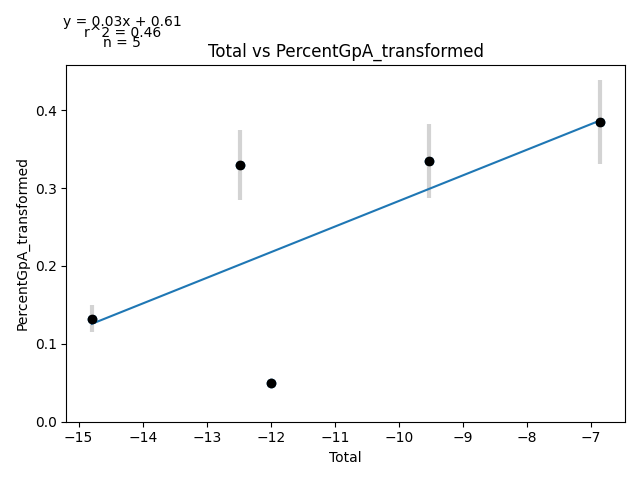 y = 0.03x + 0.61
r^2 = 0.46
n = 5
Total vs PercentGpA_transformed
PercentGpA_transformed
0.4
0.3
0.2
0.1
0.0
−15 −14 −13 −12 −11 −10 −9 −8 −7
Total